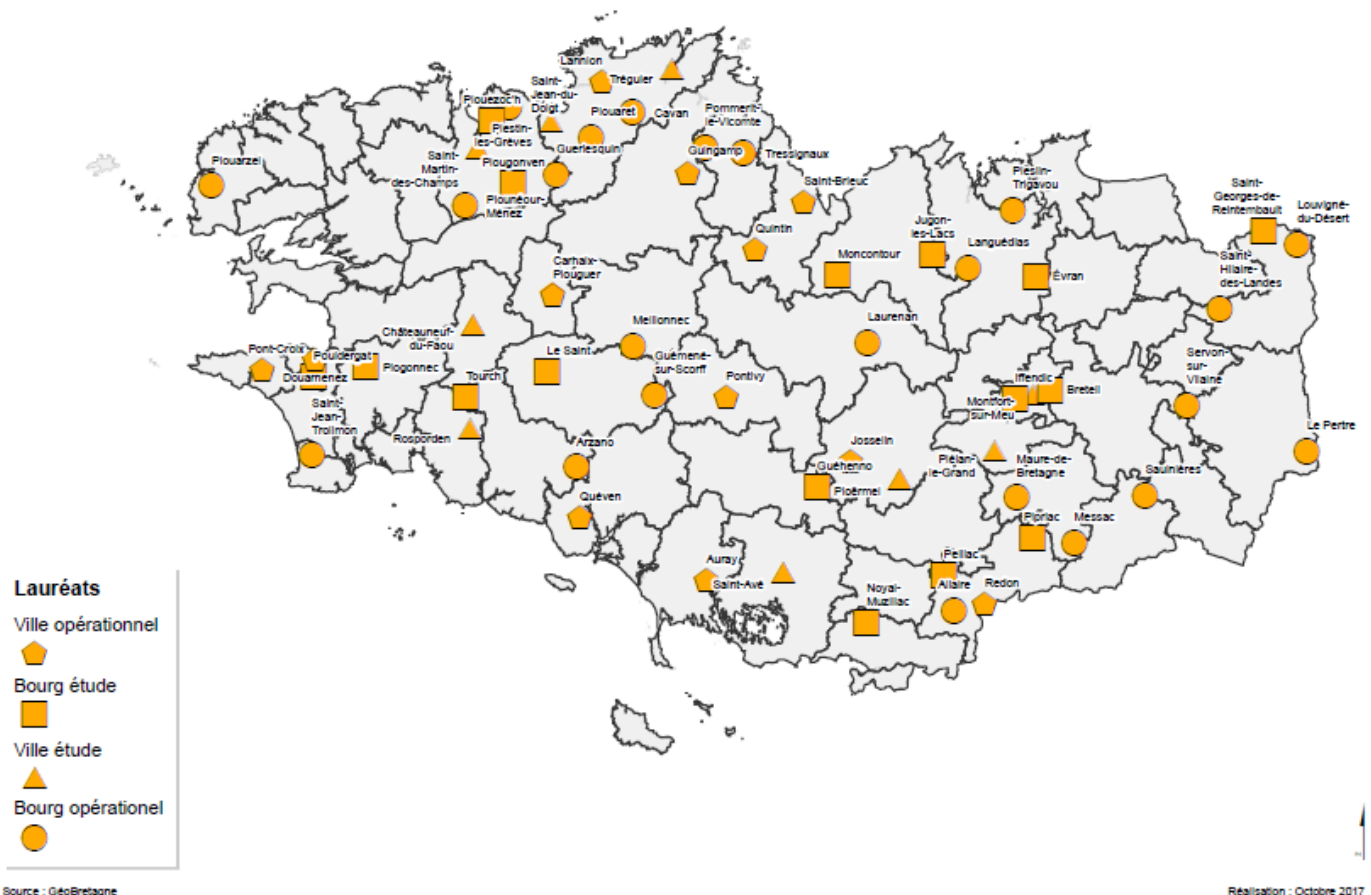 Lannion
Tréguier
Saint-
Jean-du-
Doigt
Plouezoc'h
Plouaret
Cavan
Pommerit-
le-Vicomte
Plestin-
les-Grèves
Guerlesquin
Guingamp
Tressignaux
Plouarzel
Saint-
Martin-
des-Champs
Plougonven
Plounéour-
Ménez
Saint-Brieuc
Pleslin-
Trigavou
Saint-
Georges-de-
Reintembault
Louvigné-
du-Désert
Quintin
Jugon-
les-Lacs
Languédias
Moncontour
Évran
Saint-
Hilaire-
des-Landes
Carhaix-
Plouguer
Laurenan
Mellionnec
Châteauneuf-
du-Faou
Pont-Croix
Pouldergat
Plogonnec
Douarnenez
Le Saint
Guémené-
sur-Scorff
Pontivy
Servon-
sur-
Vilaine
Tourch
Iffendic
Breteil
Montfort-
sur-Meu
Saint-
Jean-
Trolimon
Rosporden
Arzano
Josselin
Le Pertre
Guéhenno
Ploërmel
Plélan-
le-Grand
Maure-de-
Bretagne
Saulnières
Quéven
Pipriac
Messac
Auray
Saint-Avé
Peillac
Allaire
Redon
Noyal-
Muzillac
Lauréats
Ville opérationnel
Bourg étude
Ville étude
Bourg opérationel
Source : GéoBretagne
Réalisation : Octobre 2017